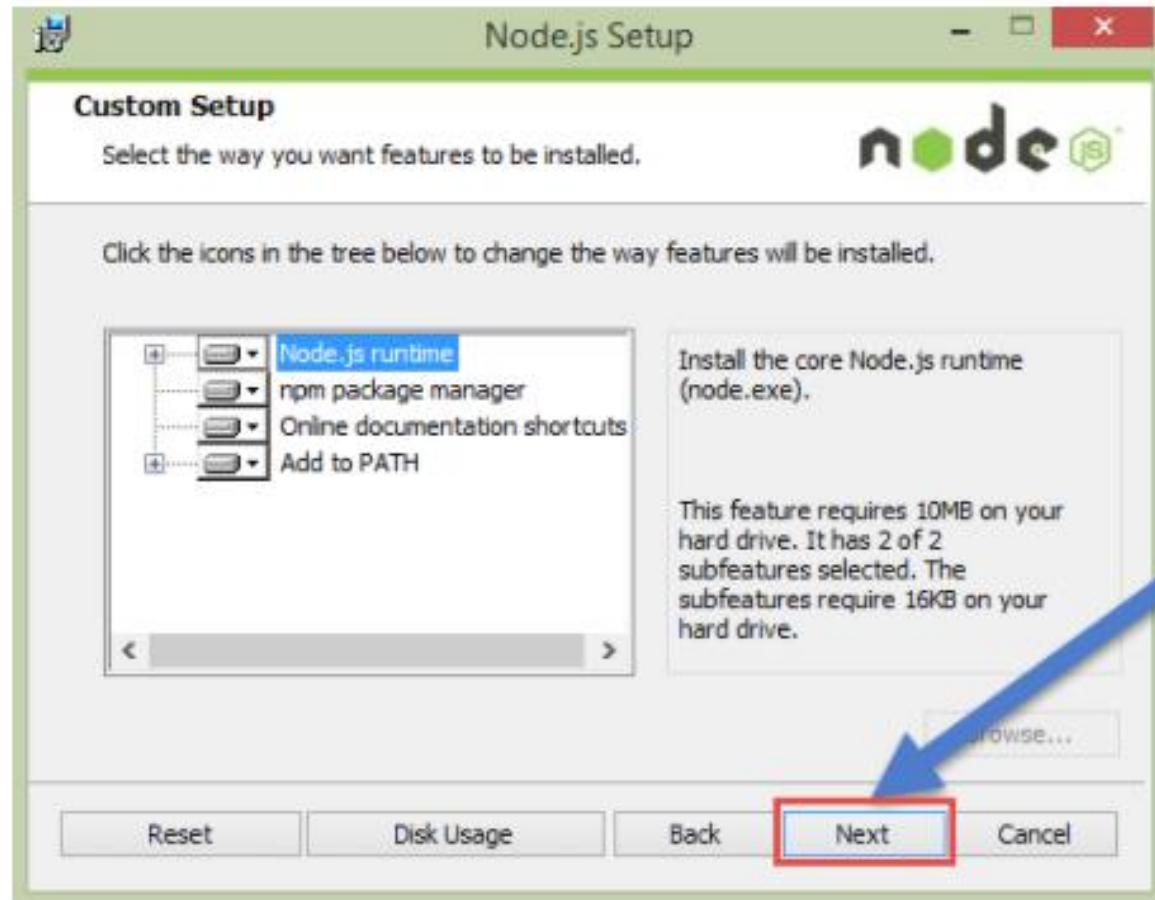 Node.js Setup
Custom Setup
Select the way you want features to be installed.
node
JS
Click the icons in the tree below to change the way features will be installed.
Node.js runtime
npm package manager
Online documentation shortcuts
Add to PATH
Install the core Node.js runtime
(node.exe).
This feature requires 10MB on your
hard drive. It has 2 of 2
subfeatures selected. The
subfeatures require 16KB on your
hard drive.
Browse...
Reset
Disk Usage
Back
Next
Cancel